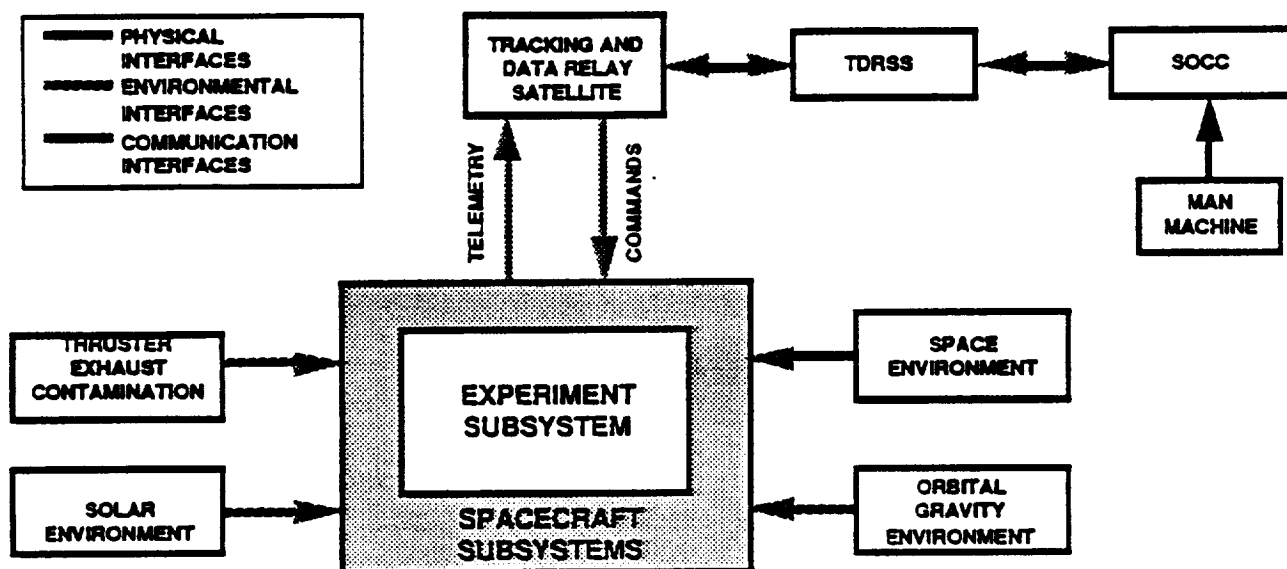 PHYSICAL
INTERFACES
ENVIRONMENTAL
INTERFACES
COMMUNICATION
INTERFACES
TRACKING AND
DATA RELAY
SATELLITE
TDRSS
SOCC
MAN
MACHINE
TELEMETRY
COMMANDS
THRUSTER
EXHAUST
CONTAMINATION
SOLAR
ENVIRONMENT
EXPERIMENT
SUBSYSTEM
SPACECRAFT
SUBSYSTEMS
SPACE
ENVIRONMENT
ORBITAL
GRAVITY
ENVIRONMENT